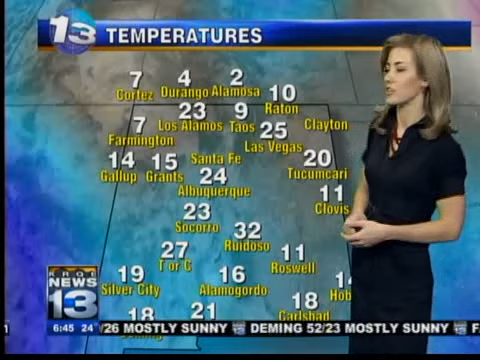 13 TEMPERATURES
7 4 2
Cortez Durango Alamosa
10
Raton
23 9
Los Alamos Taos
7
Farmington
25
Las Vegas
Clayton
14 15
Gallup Grants
Santa Fe
24
Albuquerque
20
Tucumcari
11
Clovis
23
Socorro
32
Ruidoso
27
T or C
11
Roswell
19
Silver City
16
Alamogordo
14
Hob
18
Carlsbad
18
21
KRQE
NEWS
13
6:45 24 /26 MOSTLY SUNNY DEMING 52/23 MOSTLY SUNNY